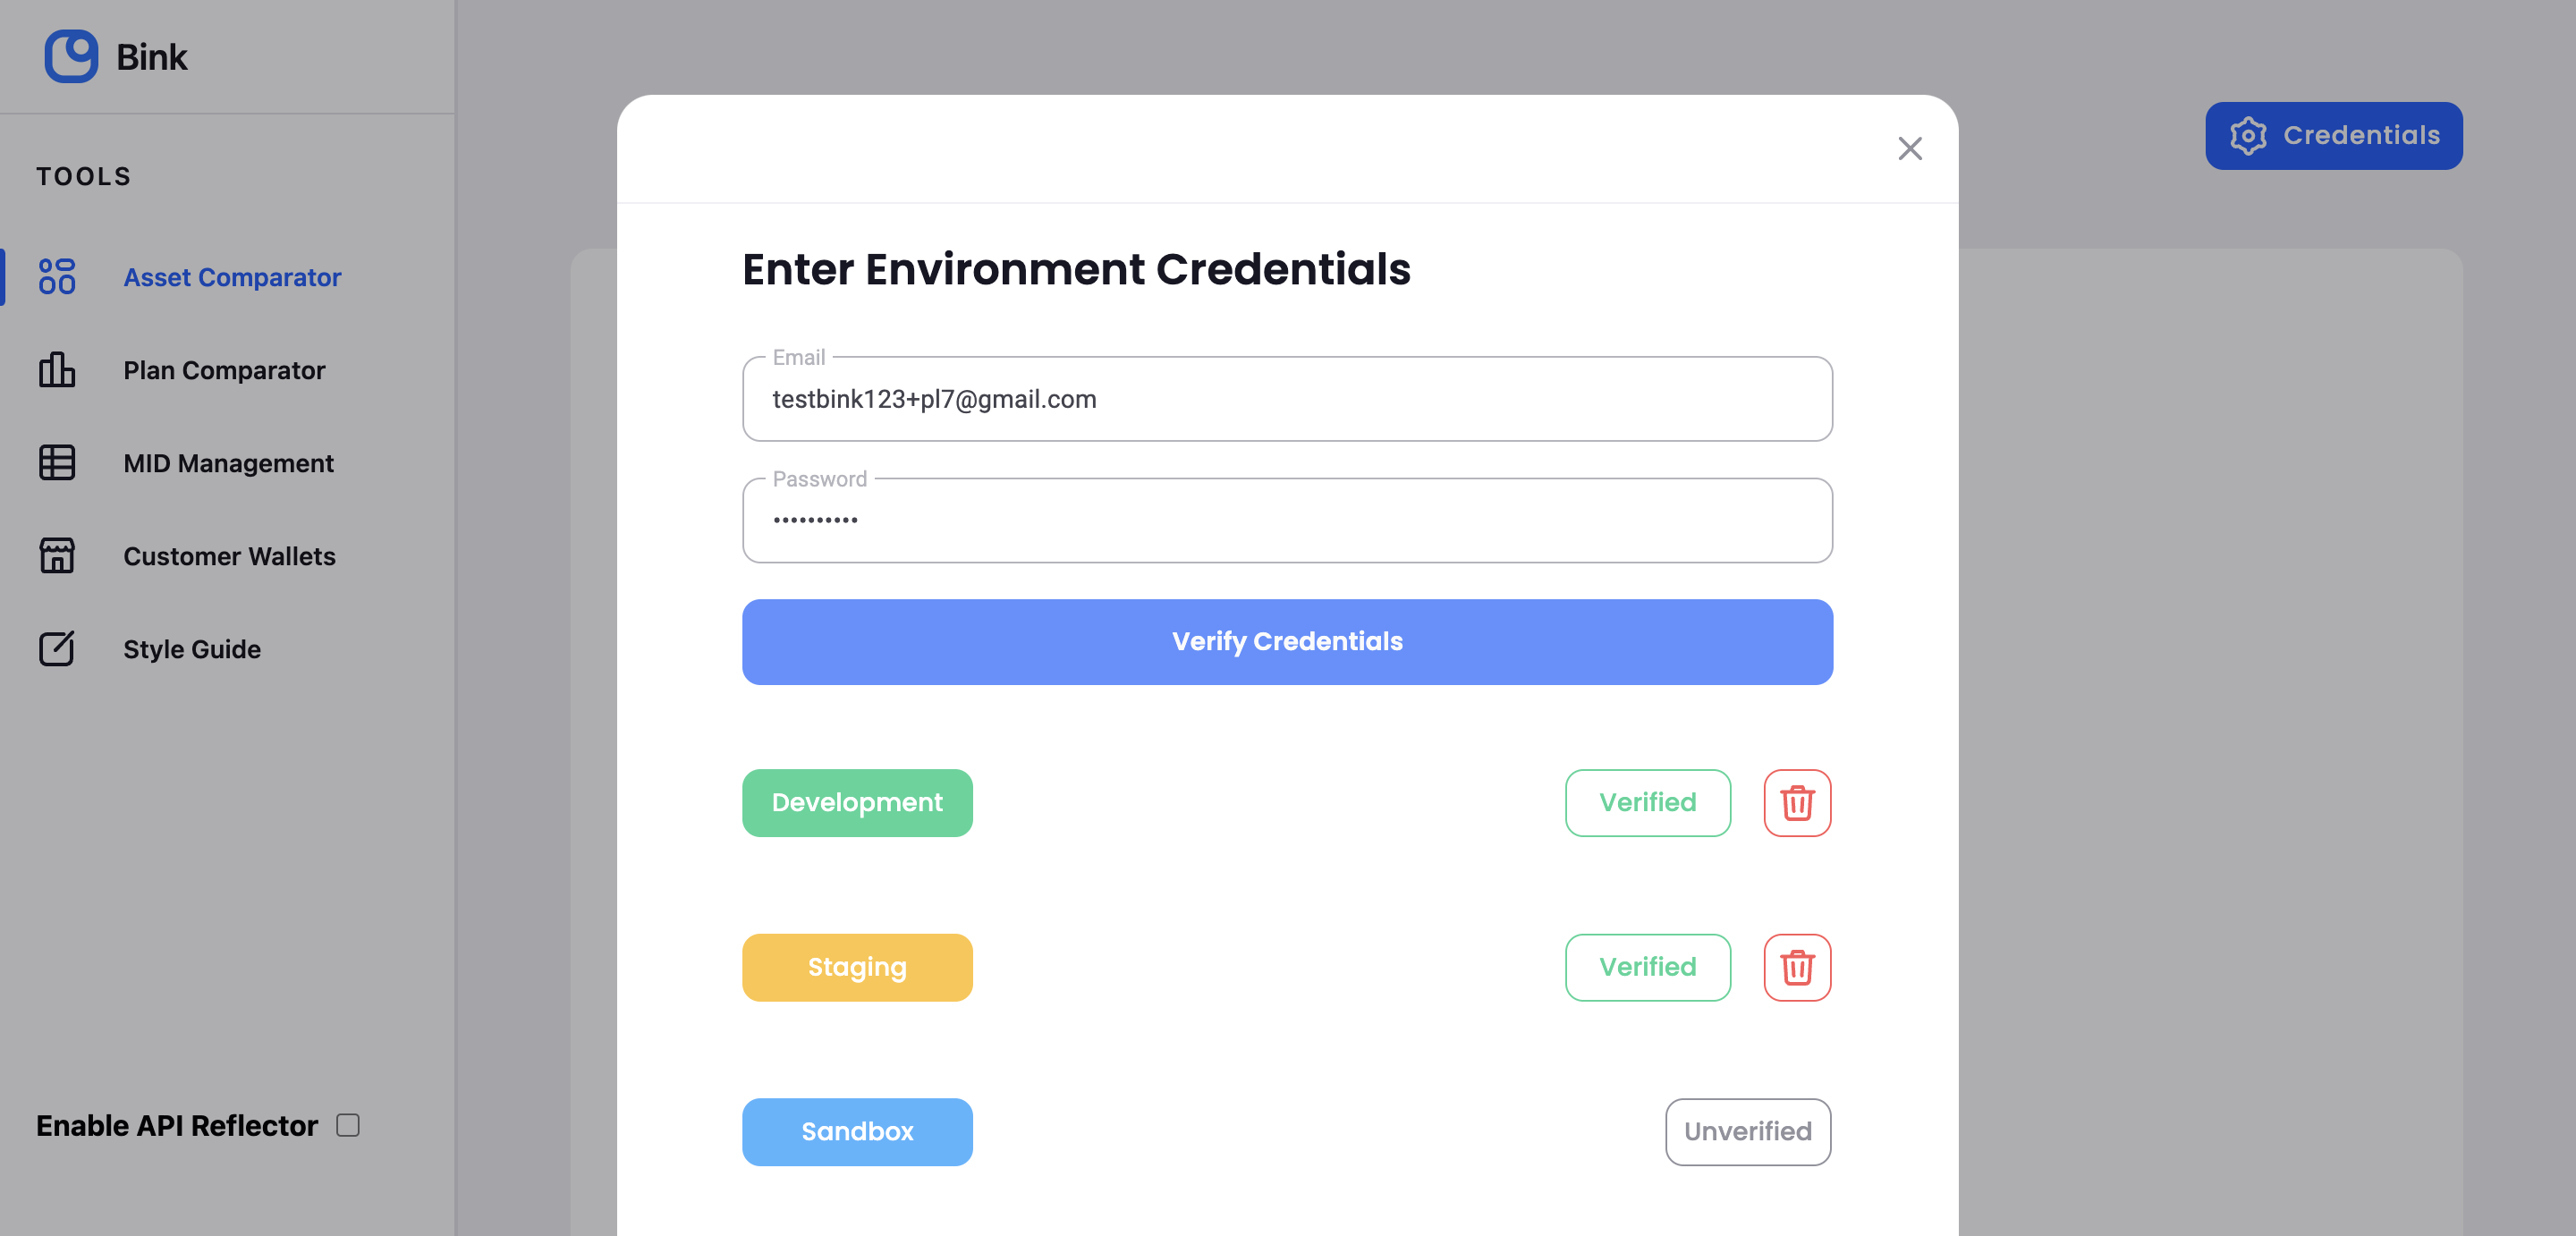 Bink
TOOLS
Asset Comparator
Plan Comparator
MID Management
Customer Wallets
Style Guide
Enable API Reflector
Credentials
Enter Environment Credentials
Email
testbink123+pl7@gmail.com
Password
••••••••••
Verify Credentials
Development
Verified
Staging
Verified
Sandbox
Unverified